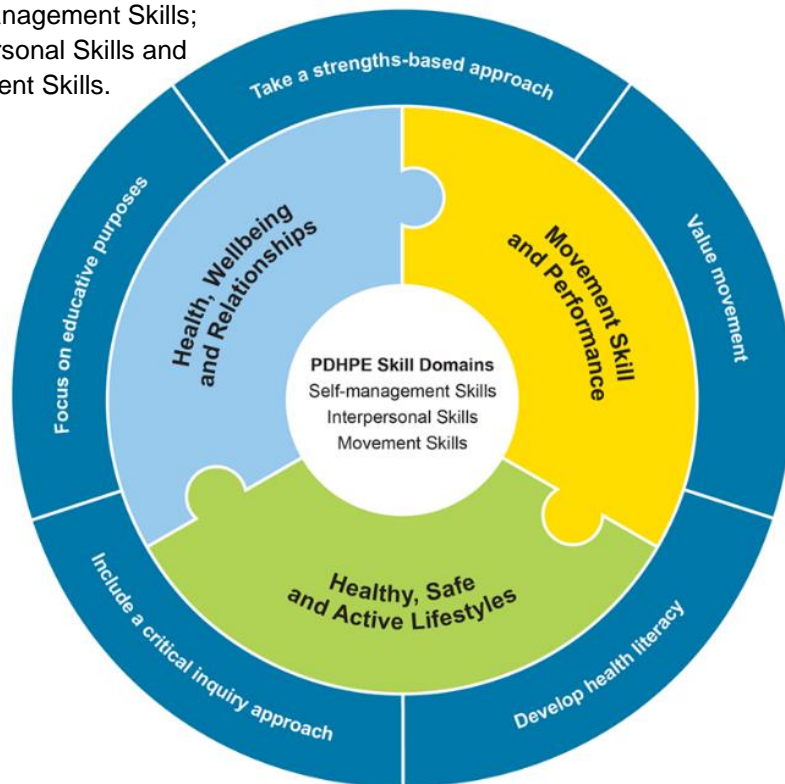 anagement Skills;
ersonal Skills and
ent Skills.
Take a strengths-based approach
Focus on educative purposes
Value movement
Health, Wellbeing
and Relationships
Movement Skill
and Performance
PDHPE Skill Domains
Self-management Skills
Interpersonal Skills
Movement Skills
Healthy, Safe
and Active Lifestyles
Include a critical inquiry approach
Develop health literacy